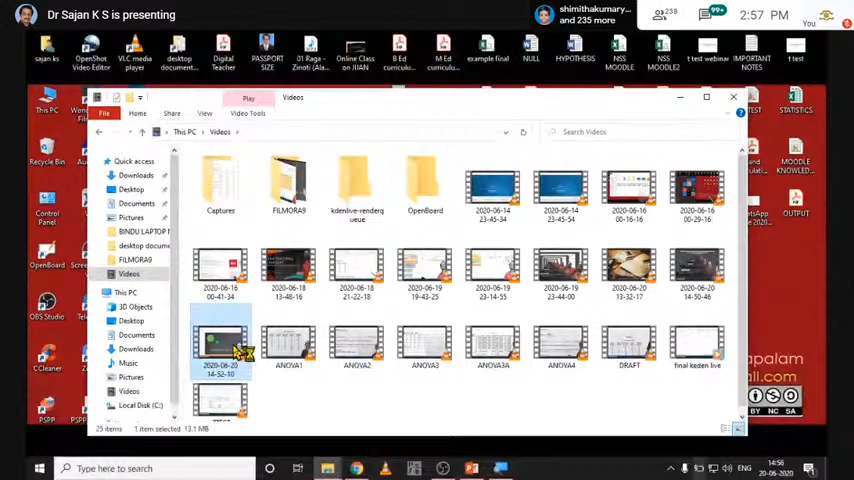 Dr Sajan K S is presenting
shimithakumary...
and 235 more
238
99+
2:57 PM
You
sajan ks
OpenShot Video Editor
VLC media player
desktop document...
Digital Teacher
PASSPORT SIZE
01 Raga - Zinoti (Ala...
Online Class on JIIAN
B Ed curriculu...
M Ed curriculu...
example final
NULL
HYPOTHESIS
NSS MOODLE
NSS MOODLE2
t test webinar
IMPORTANT NOTES
t test
This PC
Recycle Bin
Control Panel
OpenBoard
OBS Studio
CCleaner
PSPP
STATISTICS
MOODLE KNOWLED...
OUTPUT
Play
Videos
File
Home
Share
View
Video Tools
This PC
Videos
Search Videos
Quick access
Downloads
Desktop
Documents
Pictures
BINDU LAPTOP
desktop docume
FILMORA9
Videos
This PC
3D Objects
Desktop
Documents
Downloads
Music
Pictures
Videos
Local Disk (C:)
Captures
FILMORA9
kdenlive-renderq
ueue
OpenBoard
2020-06-14
23-45-34
2020-06-14
23-45-54
2020-06-16
00-16-16
2020-06-16
00-29-16
2020-06-16
00-41-34
2020-06-18
13-48-16
2020-06-18
21-22-18
2020-06-19
19-43-25
2020-06-19
23-14-55
2020-06-19
23-44-00
2020-06-20
13-32-17
2020-06-20
14-50-46
2020-06-20
14-52-10
ANOVA1
ANOVA2
ANOVA3
ANOVA3A
ANOVA4
DRAFT
final keden live
25 items
1 item selected
13.1 MB
apalam
ail.com
BY NC SA
Type here to search
ENG
14:56
20-06-2020